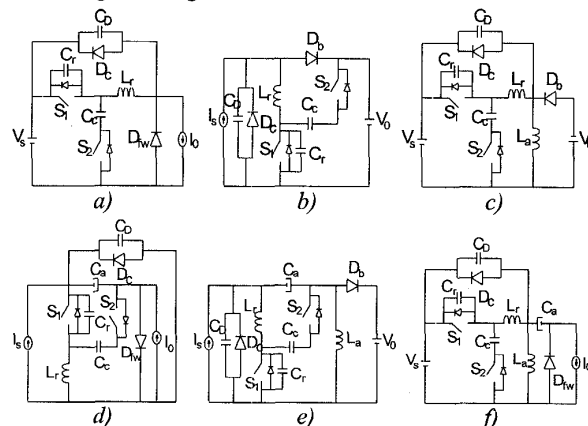 C_D
C_r
D_c
L_r
S_1
C_c
V_s
S_2
D_fw
I_0
a)
D_b
S_2
L_r
I_s
C_D
D_c
C_c
V_0
S_1
C_r
b)
C_D
C_r
D_c
L_r
D_b
S_1
C_c
V_s
S_2
L_a
c)
C_D
C_a
D_c
S_1
S_2
I_s
C_r
C_c
D_fw
I_0
L_r
d)
C_a
D_b
L_r
S_2
I_s
C_D
C_c
L_a
V_0
S_1
C_r
e)
C_D
C_r
D_c
L_r
C_a
S_1
C_c
V_s
S_2
L_a
D_fw
f)